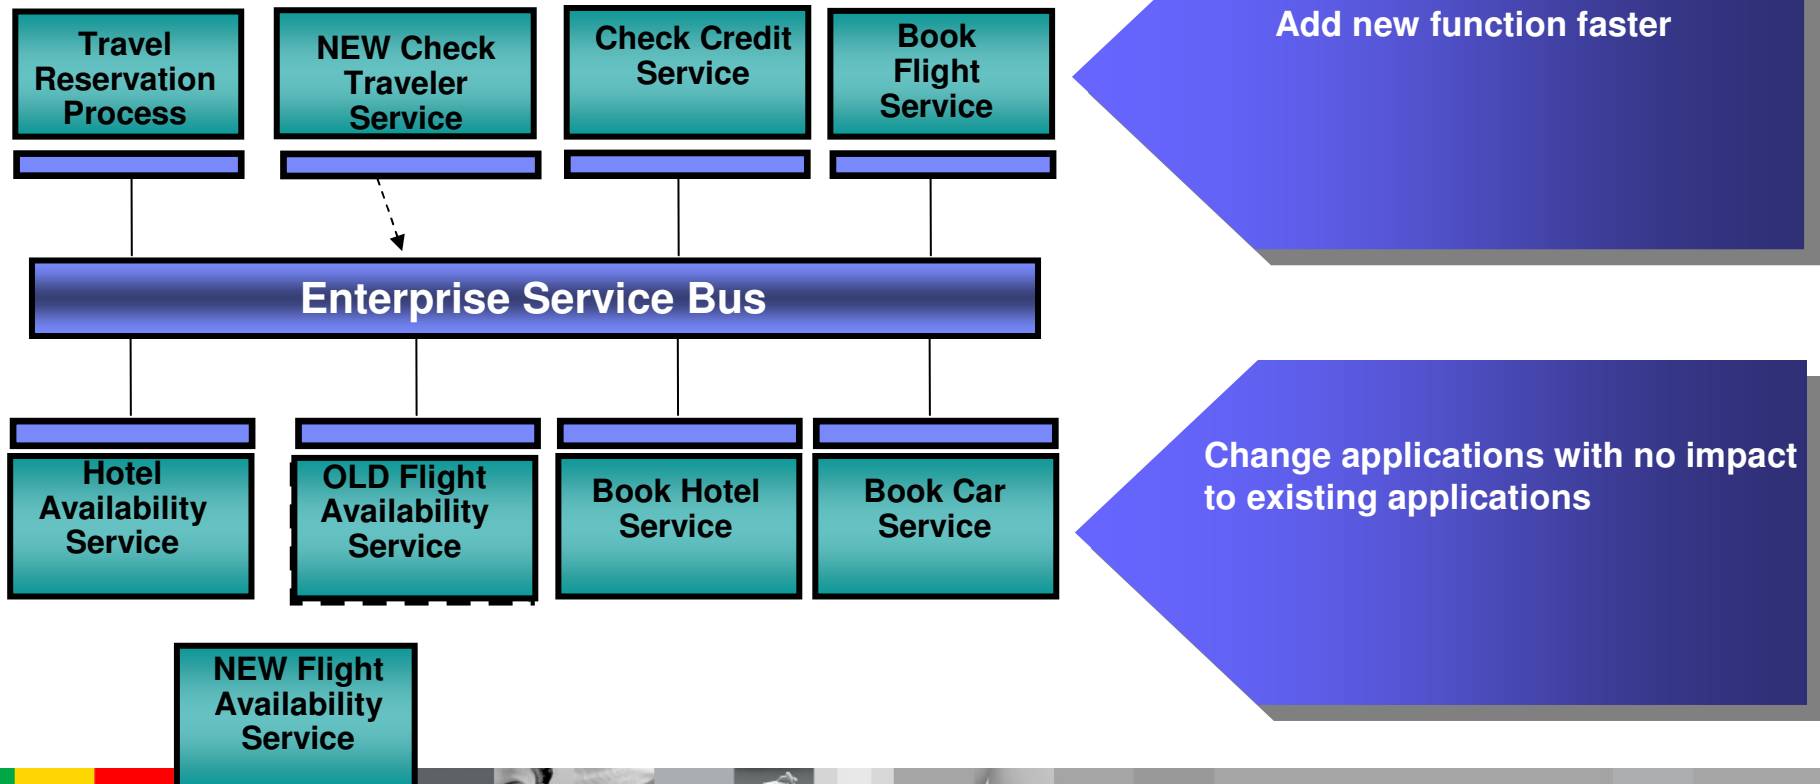 Travel
Reservation
Process
NEW Check
Traveler
Service
Check Credit
Service
Book
Flight
Service
Add new function faster
Enterprise Service Bus
Hotel
Availability
Service
OLD Flight
Availability
Service
Book Hotel
Service
Book Car
Service
Change applications with no impact
to existing applications
NEW Flight
Availability
Service